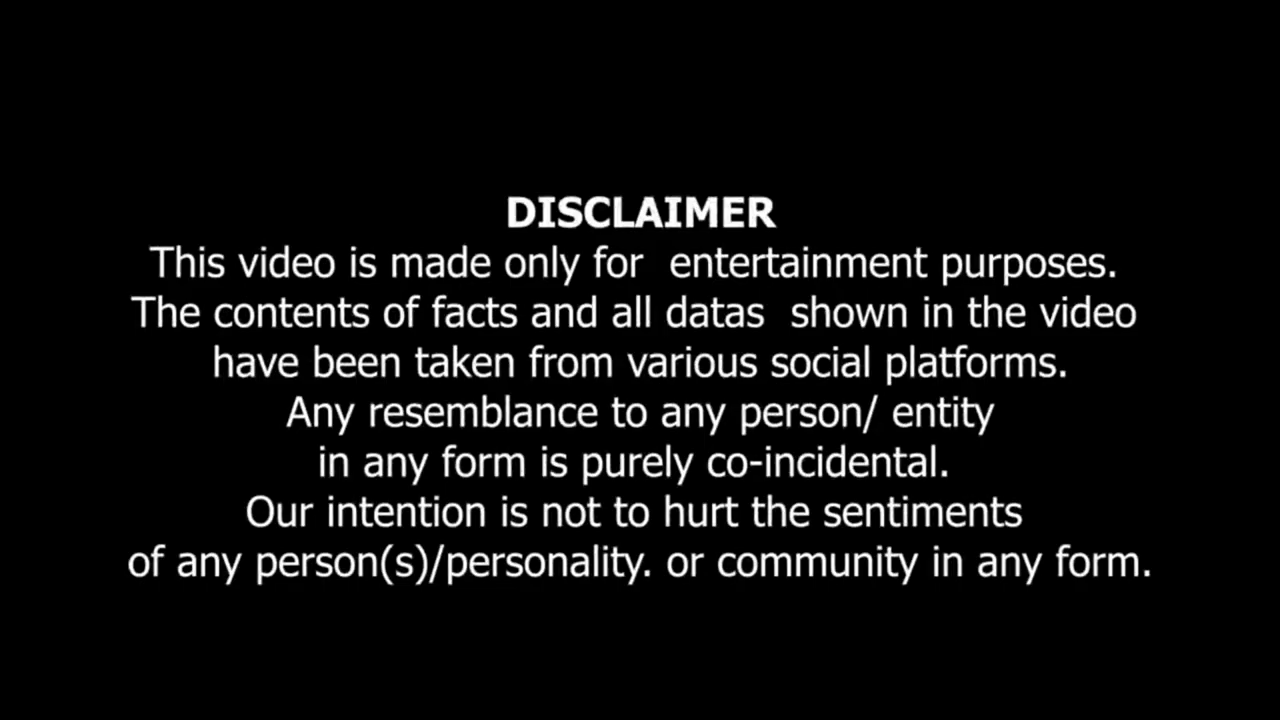 DISCLAIMER
This video is made only for  entertainment purposes.
The contents of facts and all datas  shown in the video
have been taken from various social platforms.
Any resemblance to any person/ entity
in any form is purely co-incidental.
Our intention is not to hurt the sentiments
of any person(s)/personality. or community in any form.